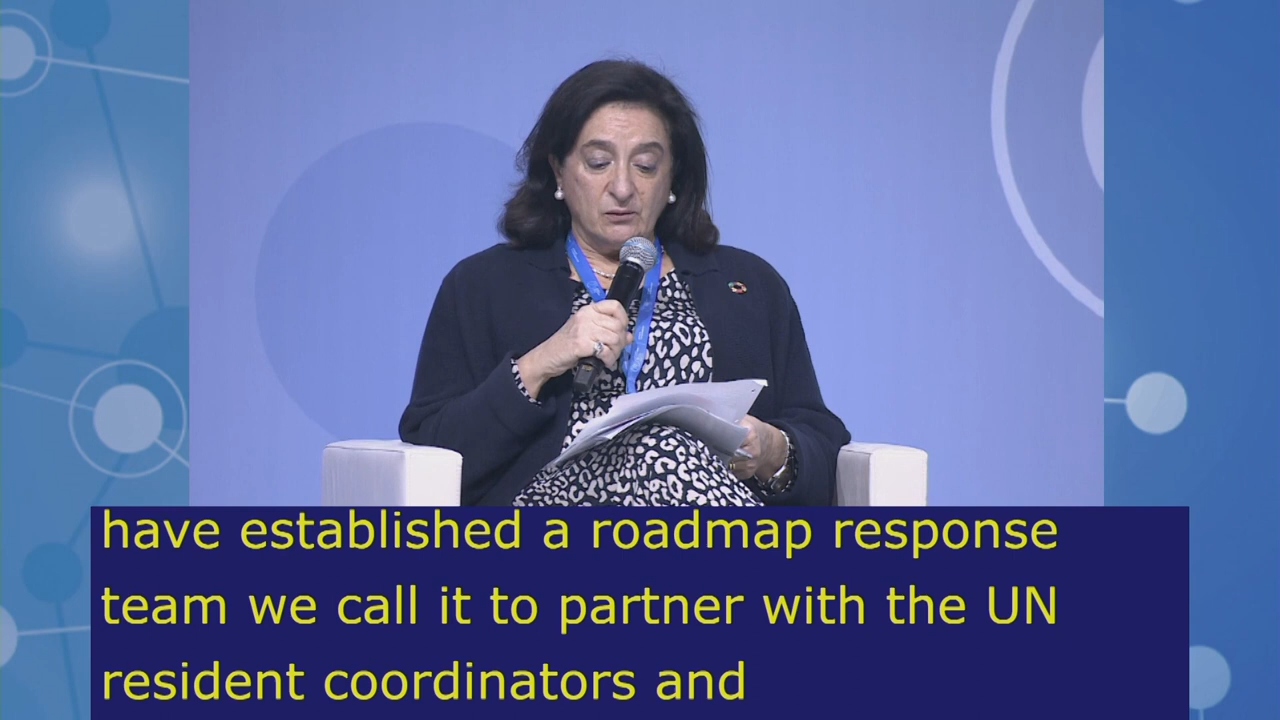 have established a roadmap response
team we call it to partner with the UN
resident coordinators and